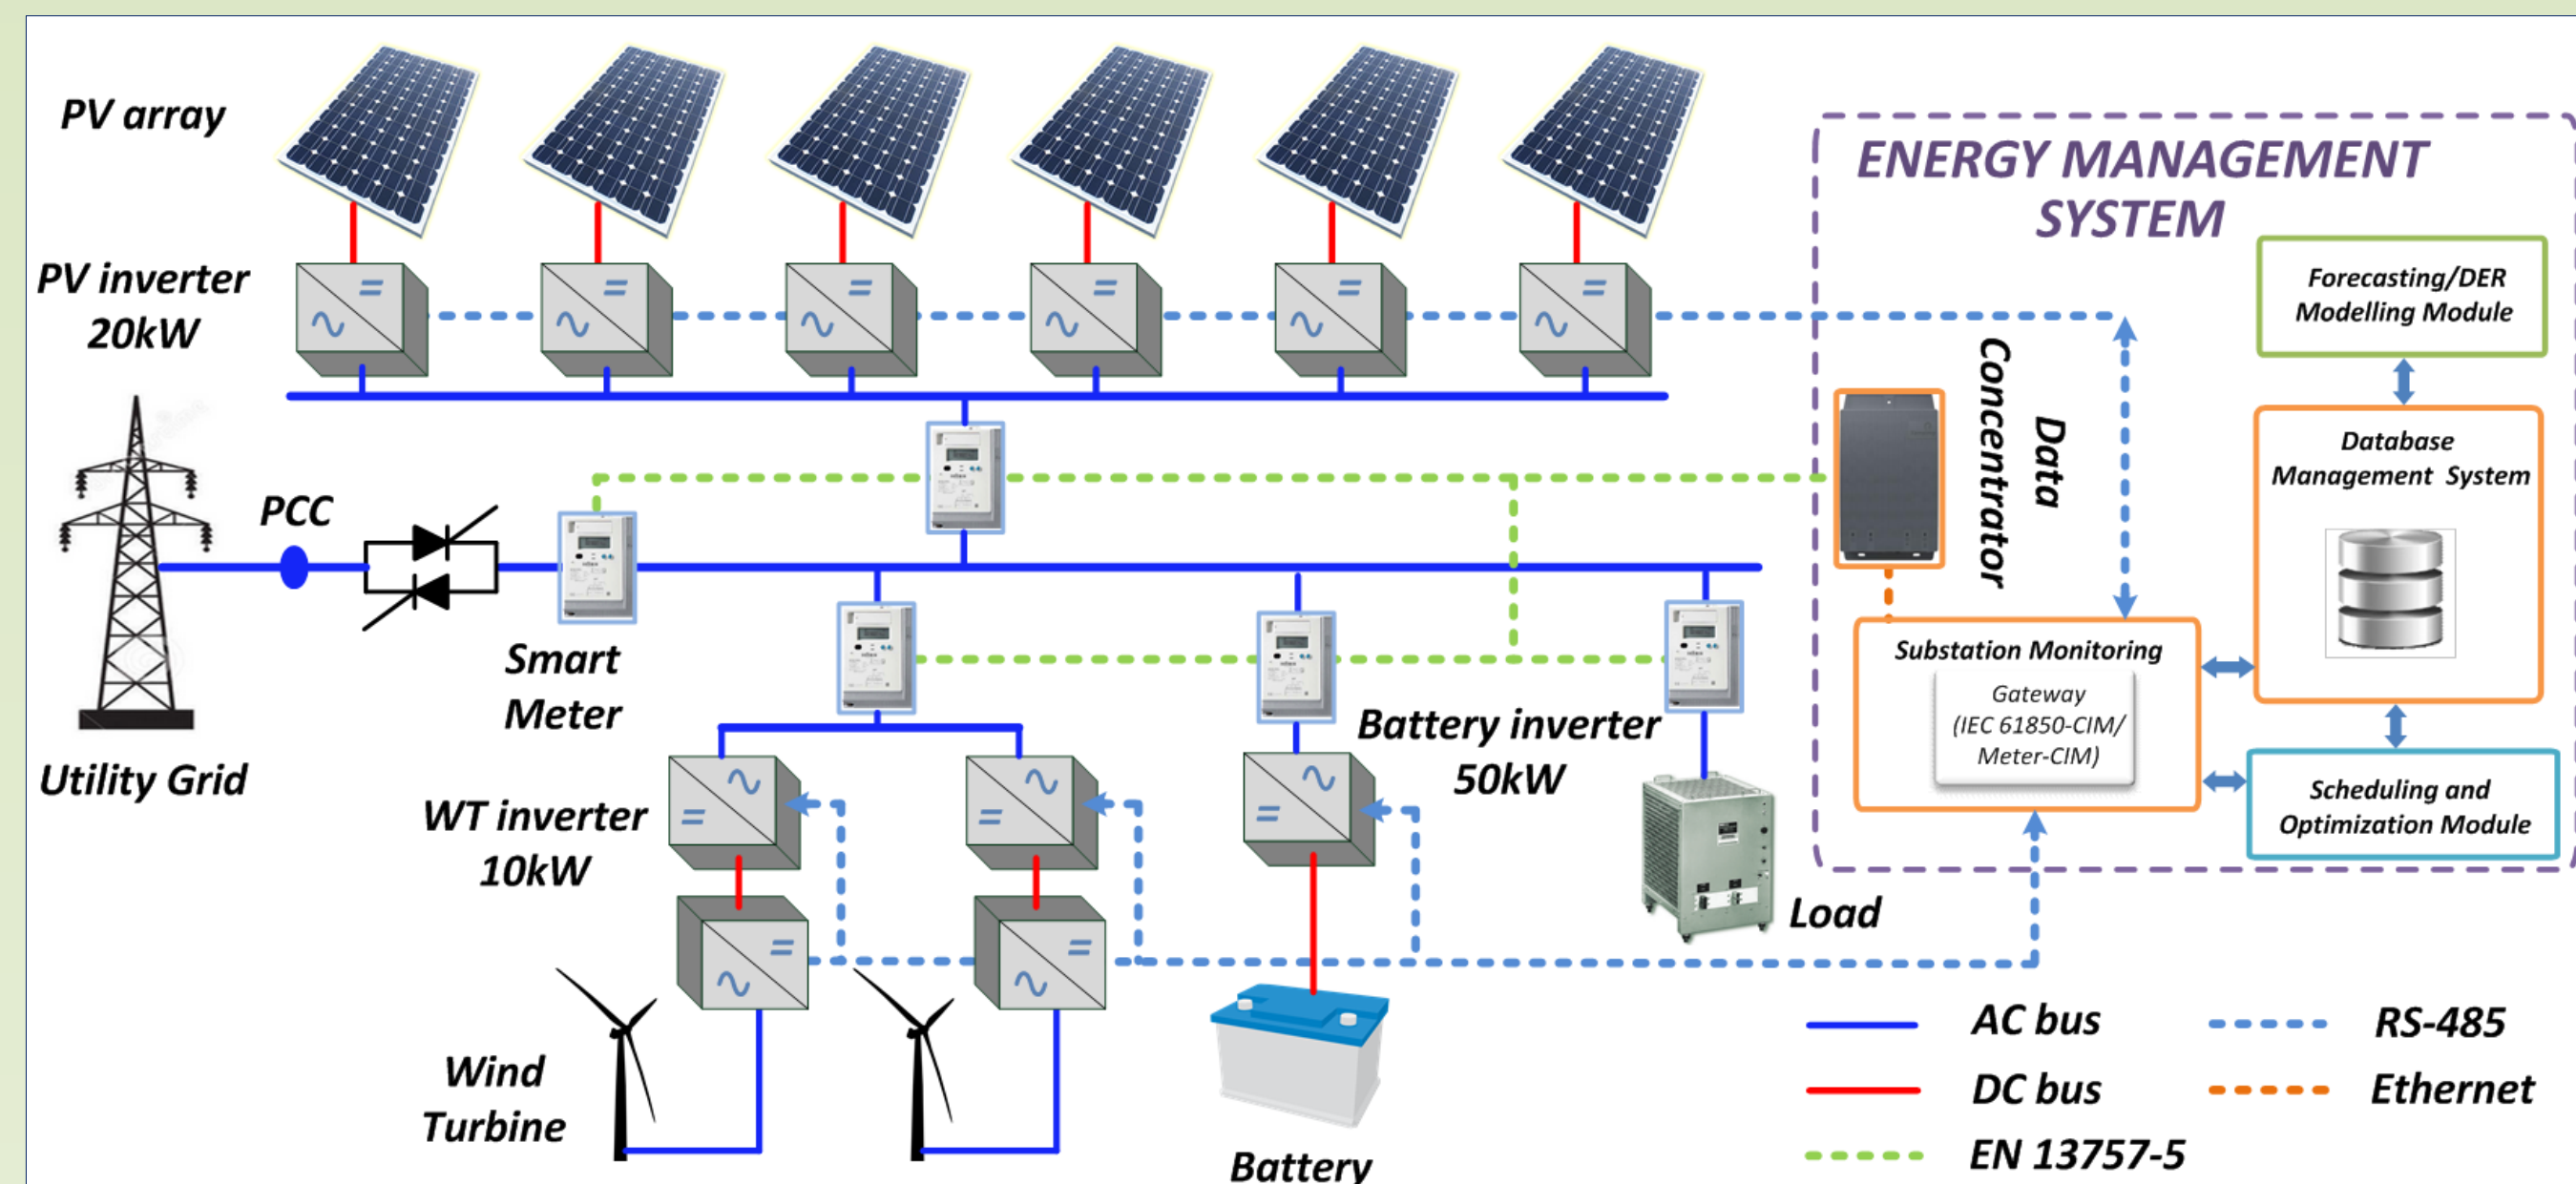 PV array
PV inverter
20kW
PCC
Utility Grid
Smart
Meter
WT inverter
10kW
Wind
Turbine
Battery inverter
50kW
Battery
Load
ENERGY MANAGEMENT
SYSTEM
Data
Concentrator
Forecasting/DER
Modelling Module
Database
Management System
Substation Monitoring
Gateway
(IEC 61850-CIM/
Meter-CIM)
Scheduling and
Optimization Module
AC bus
RS-485
DC bus
Ethernet
EN 13757-5